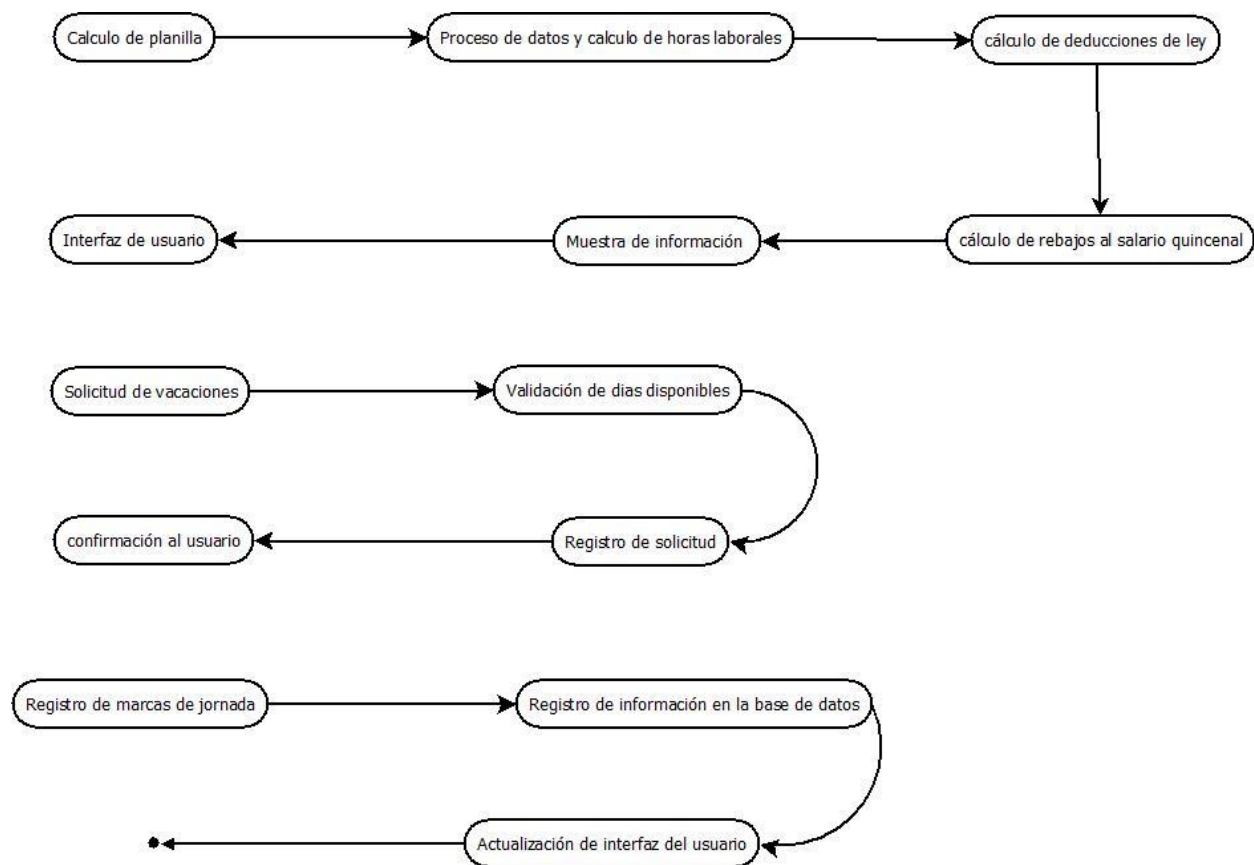 Calculo de planilla
Proceso de datos y calculo de horas laborales
cálculo de deducciones de ley
cálculo de rebajos al salario quincenal
Muestra de información
Interfaz de usuario
Solicitud de vacaciones
Validación de dias disponibles
Registro de solicitud
confirmación al usuario
Registro de marcas de jornada
Registro de información en la base de datos
Actualización de interfaz del usuario